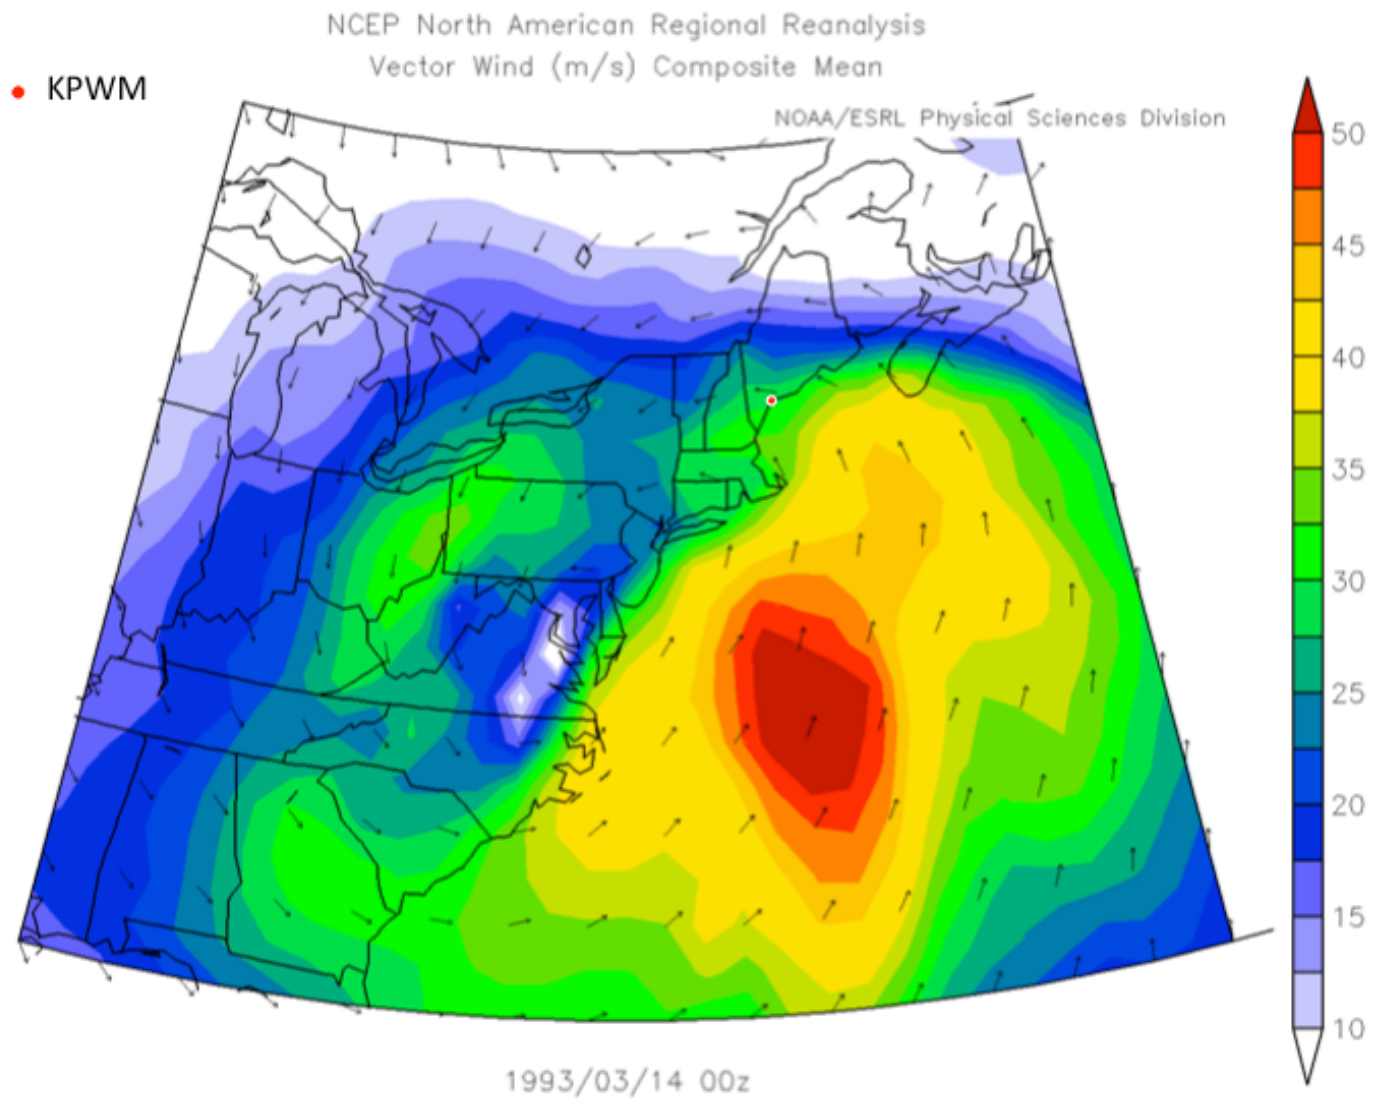 NCEP North American Regional Reanalysis
Vector Wind (m/s) Composite Mean
KPWM
NOAA/ESRL Physical Sciences Division
50
45
40
35
30
25
20
15
10
1993/03/14 00z